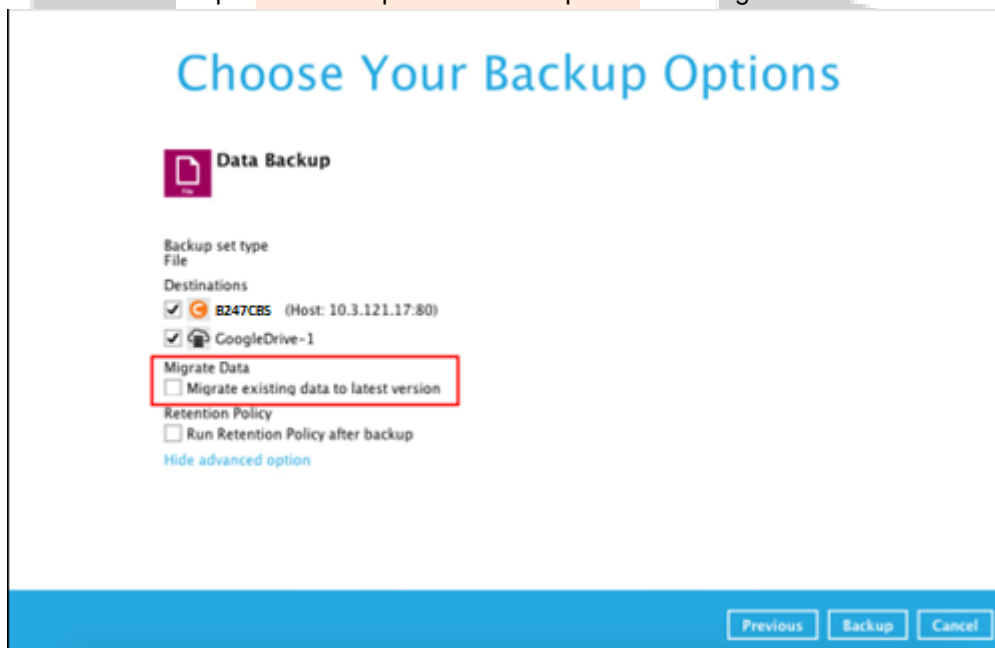 Choose Your Backup Options
Data Backup
File
Backup set type
File
Destinations
B247CBS (Host: 10.3.121.17:80)
GoogleDrive-1
Migrate Data
Migrate existing data to latest version
Retention Policy
Run Retention Policy after backup
Hide advanced option
Previous Backup Cancel